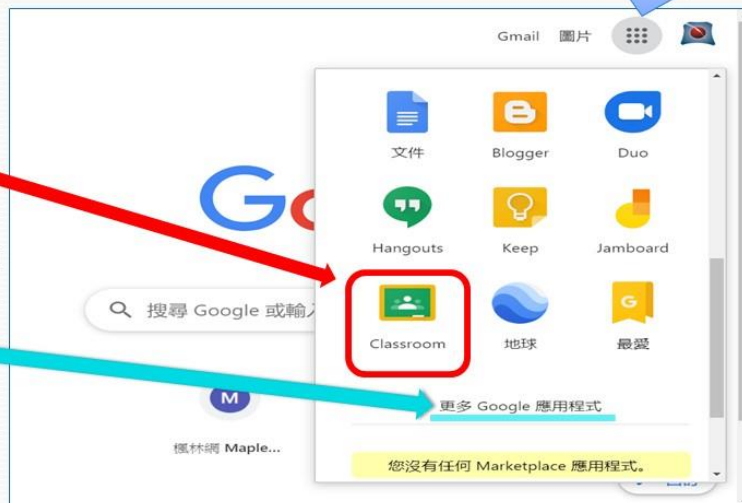 Gmail 圖片
文件 Blogger Duo
Hangouts Keep Jamboard
搜尋 Google 或輸入
Classroom 地球 最愛
更多 Google 應用程式
M
楓林網 Maple...
您沒有任何 Marketplace 應用程式。